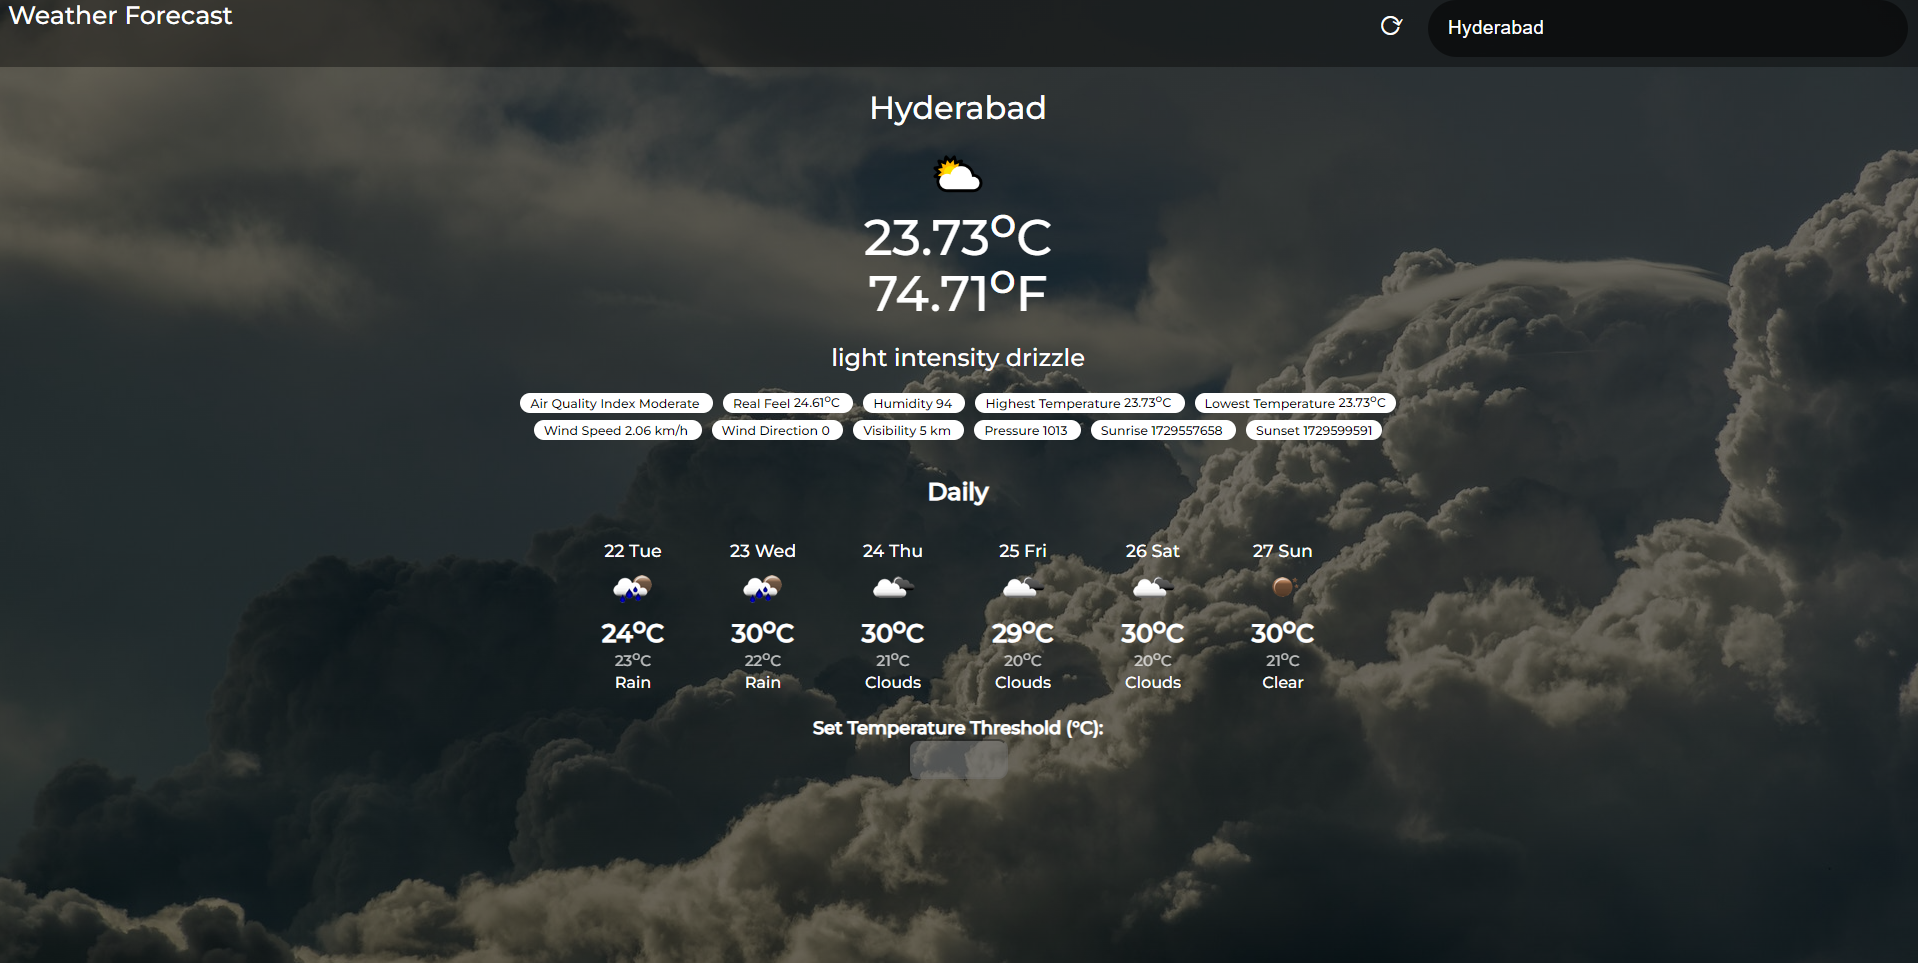 Weather Forecast
Hyderabad
Hyderabad
23.73°C
74.71°F
light intensity drizzle
Air Quality Index Moderate Real Feel 24.61°C Humidity 94 Highest Temperature 23.73°C Lowest Temperature 23.73°C
Wind Speed 2.06 km/h Wind Direction 0 Visibility 5 km Pressure 1013 Sunrise 1729557658 Sunset 1729599591
Daily
22 Tue 23 Wed 24 Thu 25 Fri 26 Sat 27 Sun
24°C 30°C 30°C 29°C 30°C 30°C
23°C 22°C 21°C 20°C 20°C 21°C
Rain Rain Clouds Clouds Clouds Clear
Set Temperature Threshold (°C):